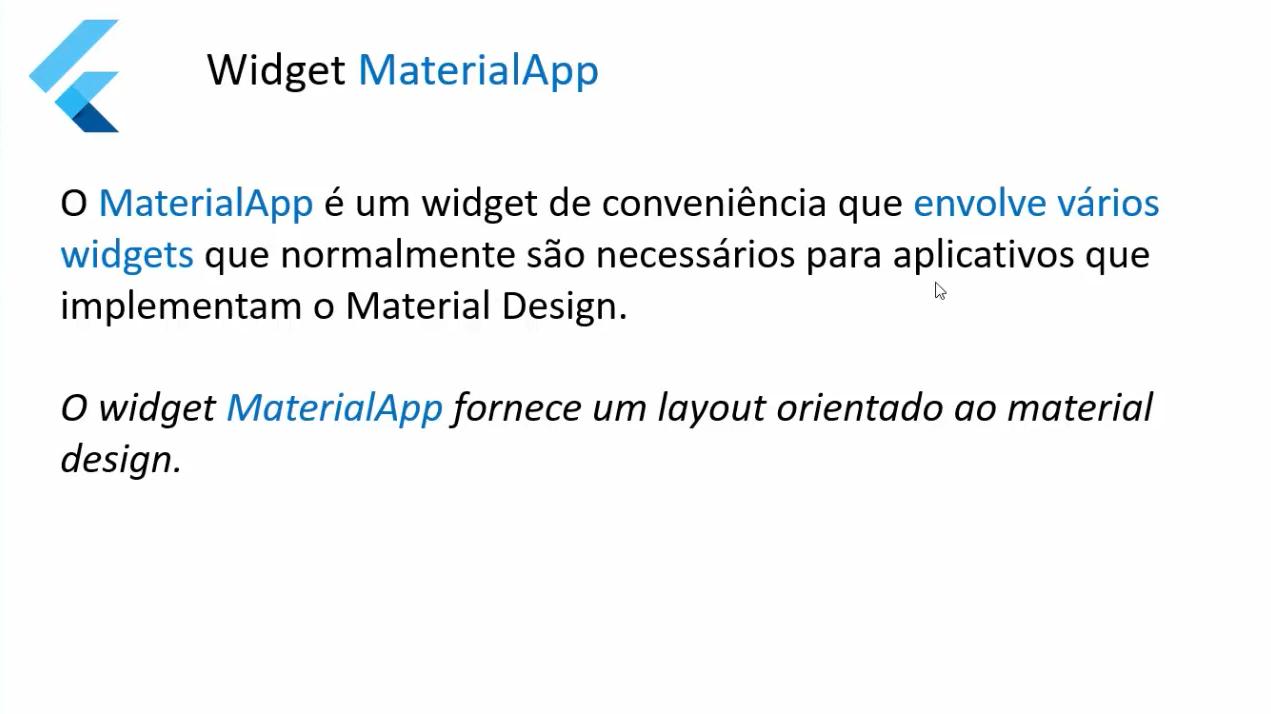 Widget MaterialApp
O MaterialApp é um widget de conveniência que envolve vários
widgets que normalmente são necessários para aplicativos que
implementam o Material Design.
O widget MaterialApp fornece um layout orientado ao material
design.